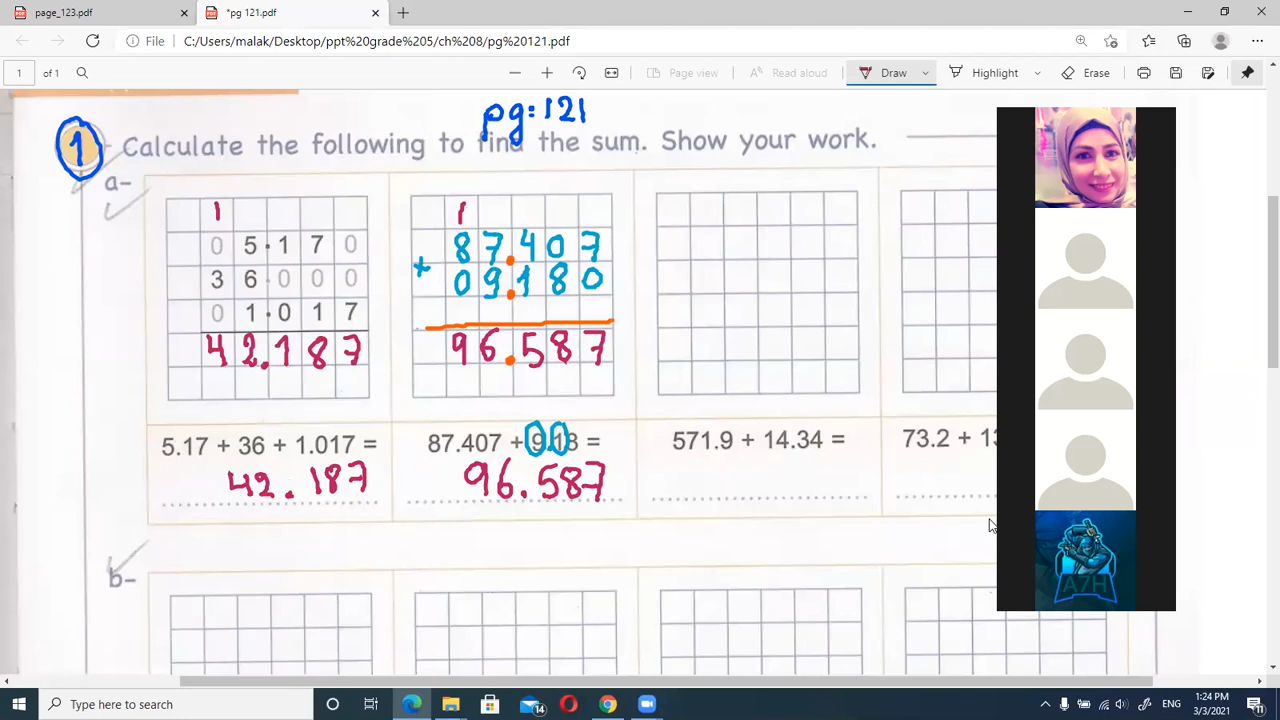 page_123.pdf
*pg 121.pdf
File
C:/Users/malak/Desktop/ppt%20grade%205/ch%208/pg%20121.pdf
1 of 1
Page view
Read aloud
Draw
Highlight
Erase
pg:121
1 Calculate the following to find the sum. Show your work.
a-
1
0 5.1 7 0
3 6.0 0 0
0 1.0 1 7
4 2.1 8 7
1
8 7.4 0 7
+ 0 9.1 8 0
9 6.5 8 7
5.17 + 36 + 1.017 =
42.187
87.407 + 9.18 =
96.587
571.9 + 14.34 =
73.2 + 13
b-
A7H
Type here to search
14
ENG
1:24 PM
3/3/2021
11